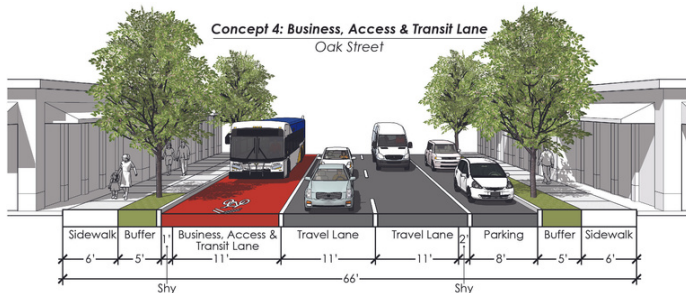 Concept 4: Business, Access & Transit Lane
Oak Street
Sidewalk Buffer 1' Business, Access & Transit Lane Travel Lane Travel Lane 2' Parking Buffer Sidewalk
6' 5' 11' 11' 11' 8' 5' 6'
66'
Shy Shy